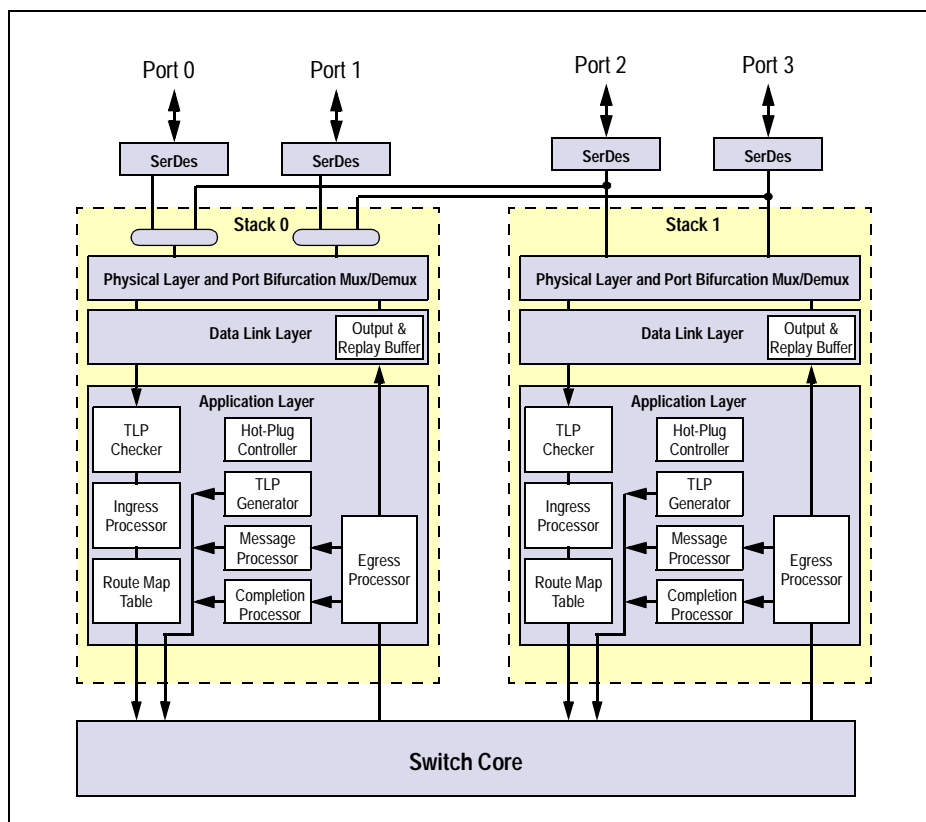 Port 0
Port 1
Port 2
Port 3
SerDes
SerDes
SerDes
SerDes
Stack 0
Physical Layer and Port Bifurcation Mux/Demux
Data Link Layer
Output &
Replay Buffer
Application Layer
TLP
Checker
Hot-Plug
Controller
Ingress
Processor
TLP
Generator
Message
Processor
Egress
Processor
Route Map
Table
Completion
Processor
Stack 1
Physical Layer and Port Bifurcation Mux/Demux
Data Link Layer
Output &
Replay Buffer
Application Layer
TLP
Checker
Hot-Plug
Controller
Ingress
Processor
TLP
Generator
Message
Processor
Egress
Processor
Route Map
Table
Completion
Processor
Switch Core